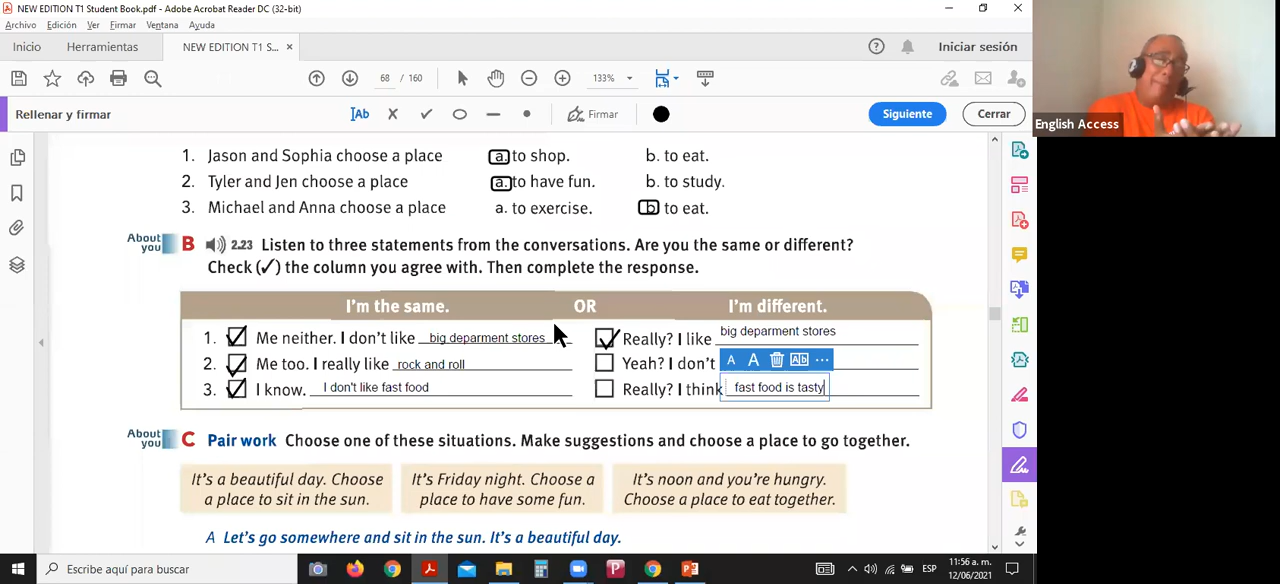 NEW EDITION T1 Student Book.pdf - Adobe Acrobat Reader DC (32-bit)
Archivo Edición Ver Firmar Ventana Ayuda
Inicio Herramientas NEW EDITION T1 S... × Iniciar sesión
68 / 160 133%
Rellenar y firmar Ab Firmar Siguiente Cerrar
English Access
1. Jason and Sophia choose a place a. to shop. b. to eat.
2. Tyler and Jen choose a place a. to have fun. b. to study.
3. Michael and Anna choose a place a. to exercise. b to eat.
About you B 2.23 Listen to three statements from the conversations. Are you the same or different?
Check (✓) the column you agree with. Then complete the response.
I'm the same. OR I'm different.
1. Me neither. I don't like big deparment stores Really? I like big deparment stores
2. Me too. I really like rock and roll Yeah? I don't
A A Ab ...
3. I know. I don't like fast food Really? I think fast food is tasty
About you C Pair work Choose one of these situations. Make suggestions and choose a place to go together.
It's a beautiful day. Choose a place to sit in the sun.
It's Friday night. Choose a place to have some fun.
It's noon and you're hungry. Choose a place to eat together.
A Let's go somewhere and sit in the sun. It's a beautiful day.
Escribe aquí para buscar
ESP
11:56 a. m.
12/06/2021